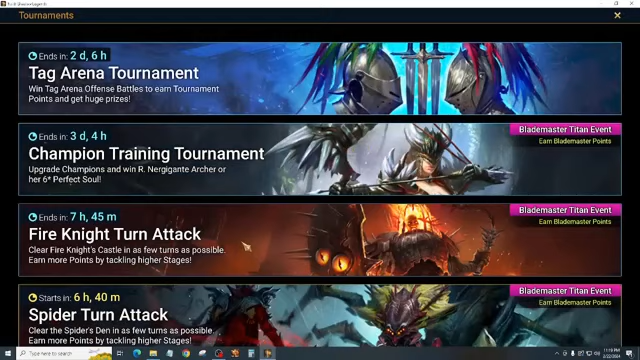 Tournaments
Ends in: 2 d, 6 h
Tag Arena Tournament
Win Tag Arena Offense Battles to earn Tournament
Points and get huge prizes!
Ends in: 3 d, 4 h
Blademaster Titan Event
Earn Blademaster Points
Champion Training Tournament
Upgrade Champions and win R. Nergigante Archer or
her 6* Perfect Soul!
Ends in: 7 h, 45 m
Blademaster Titan Event
Earn Blademaster Points
Fire Knight Turn Attack
Clear Fire Knight's Castle in as few turns as possible.
Earn more Points by tackling higher Stages!
Starts in: 6 h, 40 m
Blademaster Titan Event
Earn Blademaster Points
Spider Turn Attack
Clear the Spider's Den in as few turns as possible.
Earn more Points by tackling higher Stages!
Type here to search